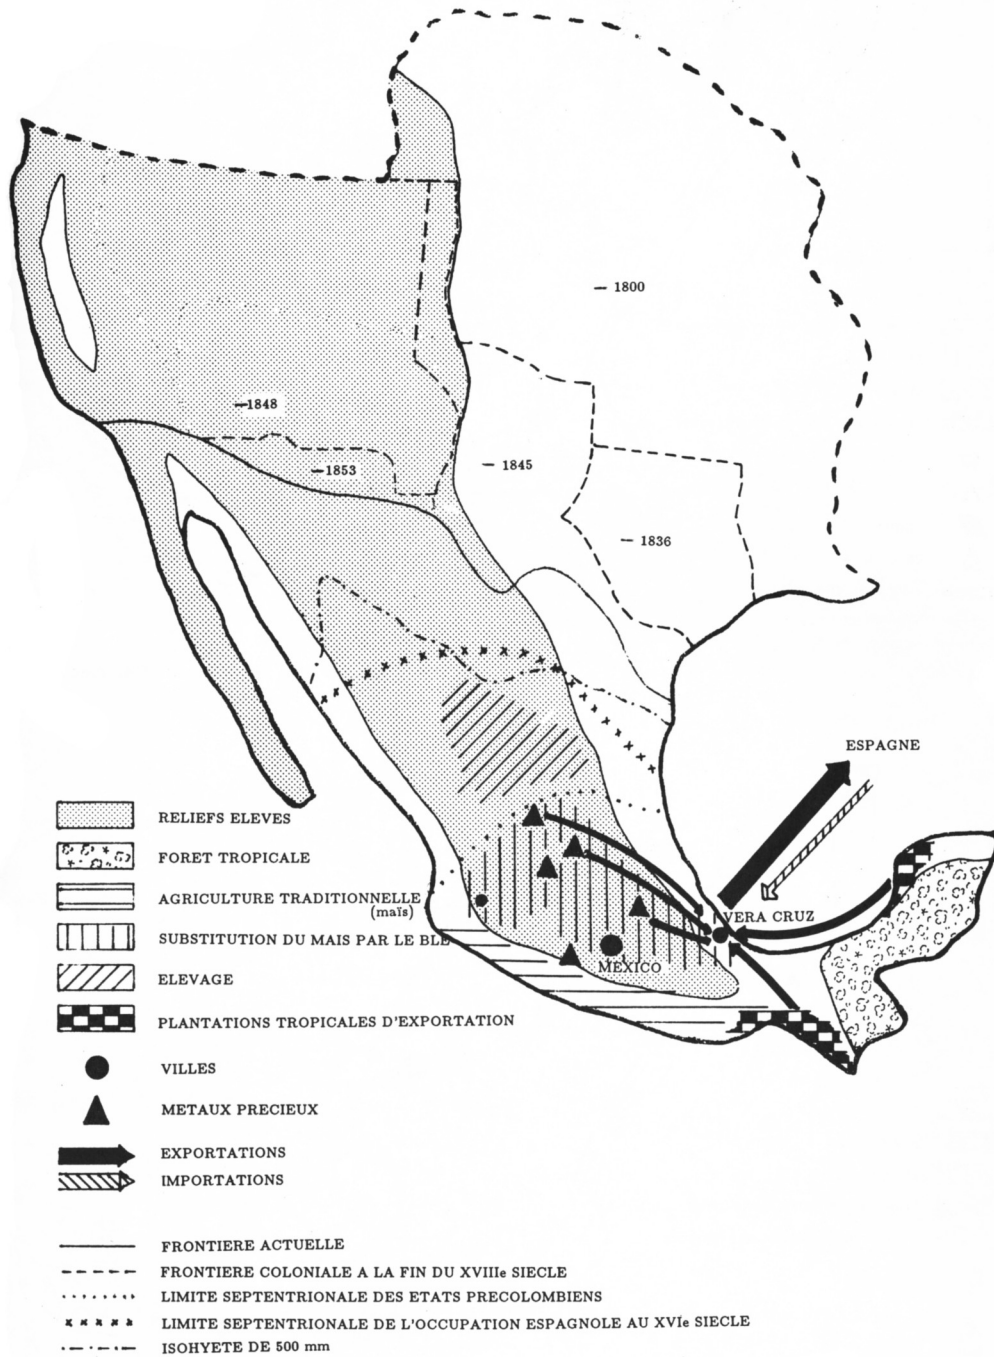 — 1800
—1848
—1853
— 1845
— 1836
ESPAGNE
VERA CRUZ
MEXICO
RELIEFS ELEVES
FORET TROPICALE
AGRICULTURE TRADITIONNELLE
(maïs)
SUBSTITUTION DU MAIS PAR LE BLE
ELEVAGE
PLANTATIONS TROPICALES D'EXPORTATION
VILLES
METAUX PRECIEUX
EXPORTATIONS
IMPORTATIONS
FRONTIERE ACTUELLE
FRONTIERE COLONIALE A LA FIN DU XVIIIe SIECLE
LIMITE SEPTENTRIONALE DES ETATS PRECOLOMBIENS
LIMITE SEPTENTRIONALE DE L'OCCUPATION ESPAGNOLE AU XVIe SIECLE
ISOHYETE DE 500 mm